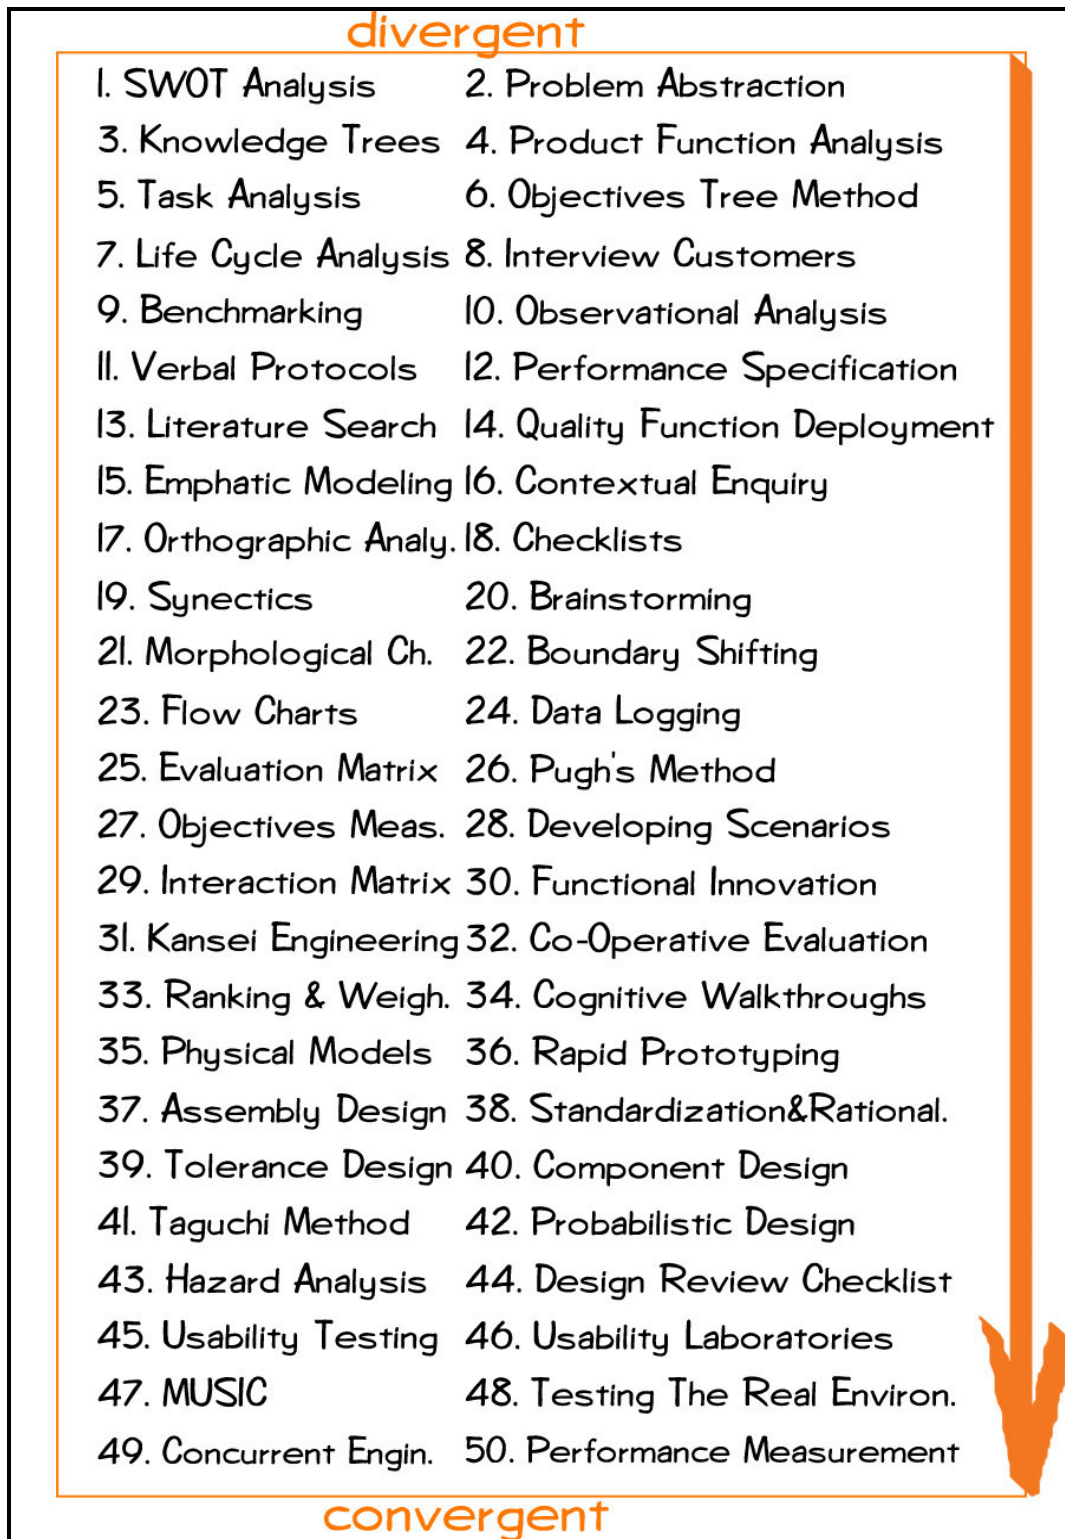 divergent
1. SWOT Analysis 2. Problem Abstraction
3. Knowledge Trees 4. Product Function Analysis
5. Task Analysis 6. Objectives Tree Method
7. Life Cycle Analysis 8. Interview Customers
9. Benchmarking 10. Observational Analysis
11. Verbal Protocols 12. Performance Specification
13. Literature Search 14. Quality Function Deployment
15. Emphatic Modeling 16. Contextual Enquiry
17. Orthographic Analy. 18. Checklists
19. Synectics 20. Brainstorming
21. Morphological Ch. 22. Boundary Shifting
23. Flow Charts 24. Data Logging
25. Evaluation Matrix 26. Pugh's Method
27. Objectives Meas. 28. Developing Scenarios
29. Interaction Matrix 30. Functional Innovation
31. Kansei Engineering 32. Co-Operative Evaluation
33. Ranking & Weigh. 34. Cognitive Walkthroughs
35. Physical Models 36. Rapid Prototyping
37. Assembly Design 38. Standardization&Rational.
39. Tolerance Design 40. Component Design
41. Taguchi Method 42. Probabilistic Design
43. Hazard Analysis 44. Design Review Checklist
45. Usability Testing 46. Usability Laboratories
47. MUSIC 48. Testing The Real Environ.
49. Concurrent Engin. 50. Performance Measurement
convergent